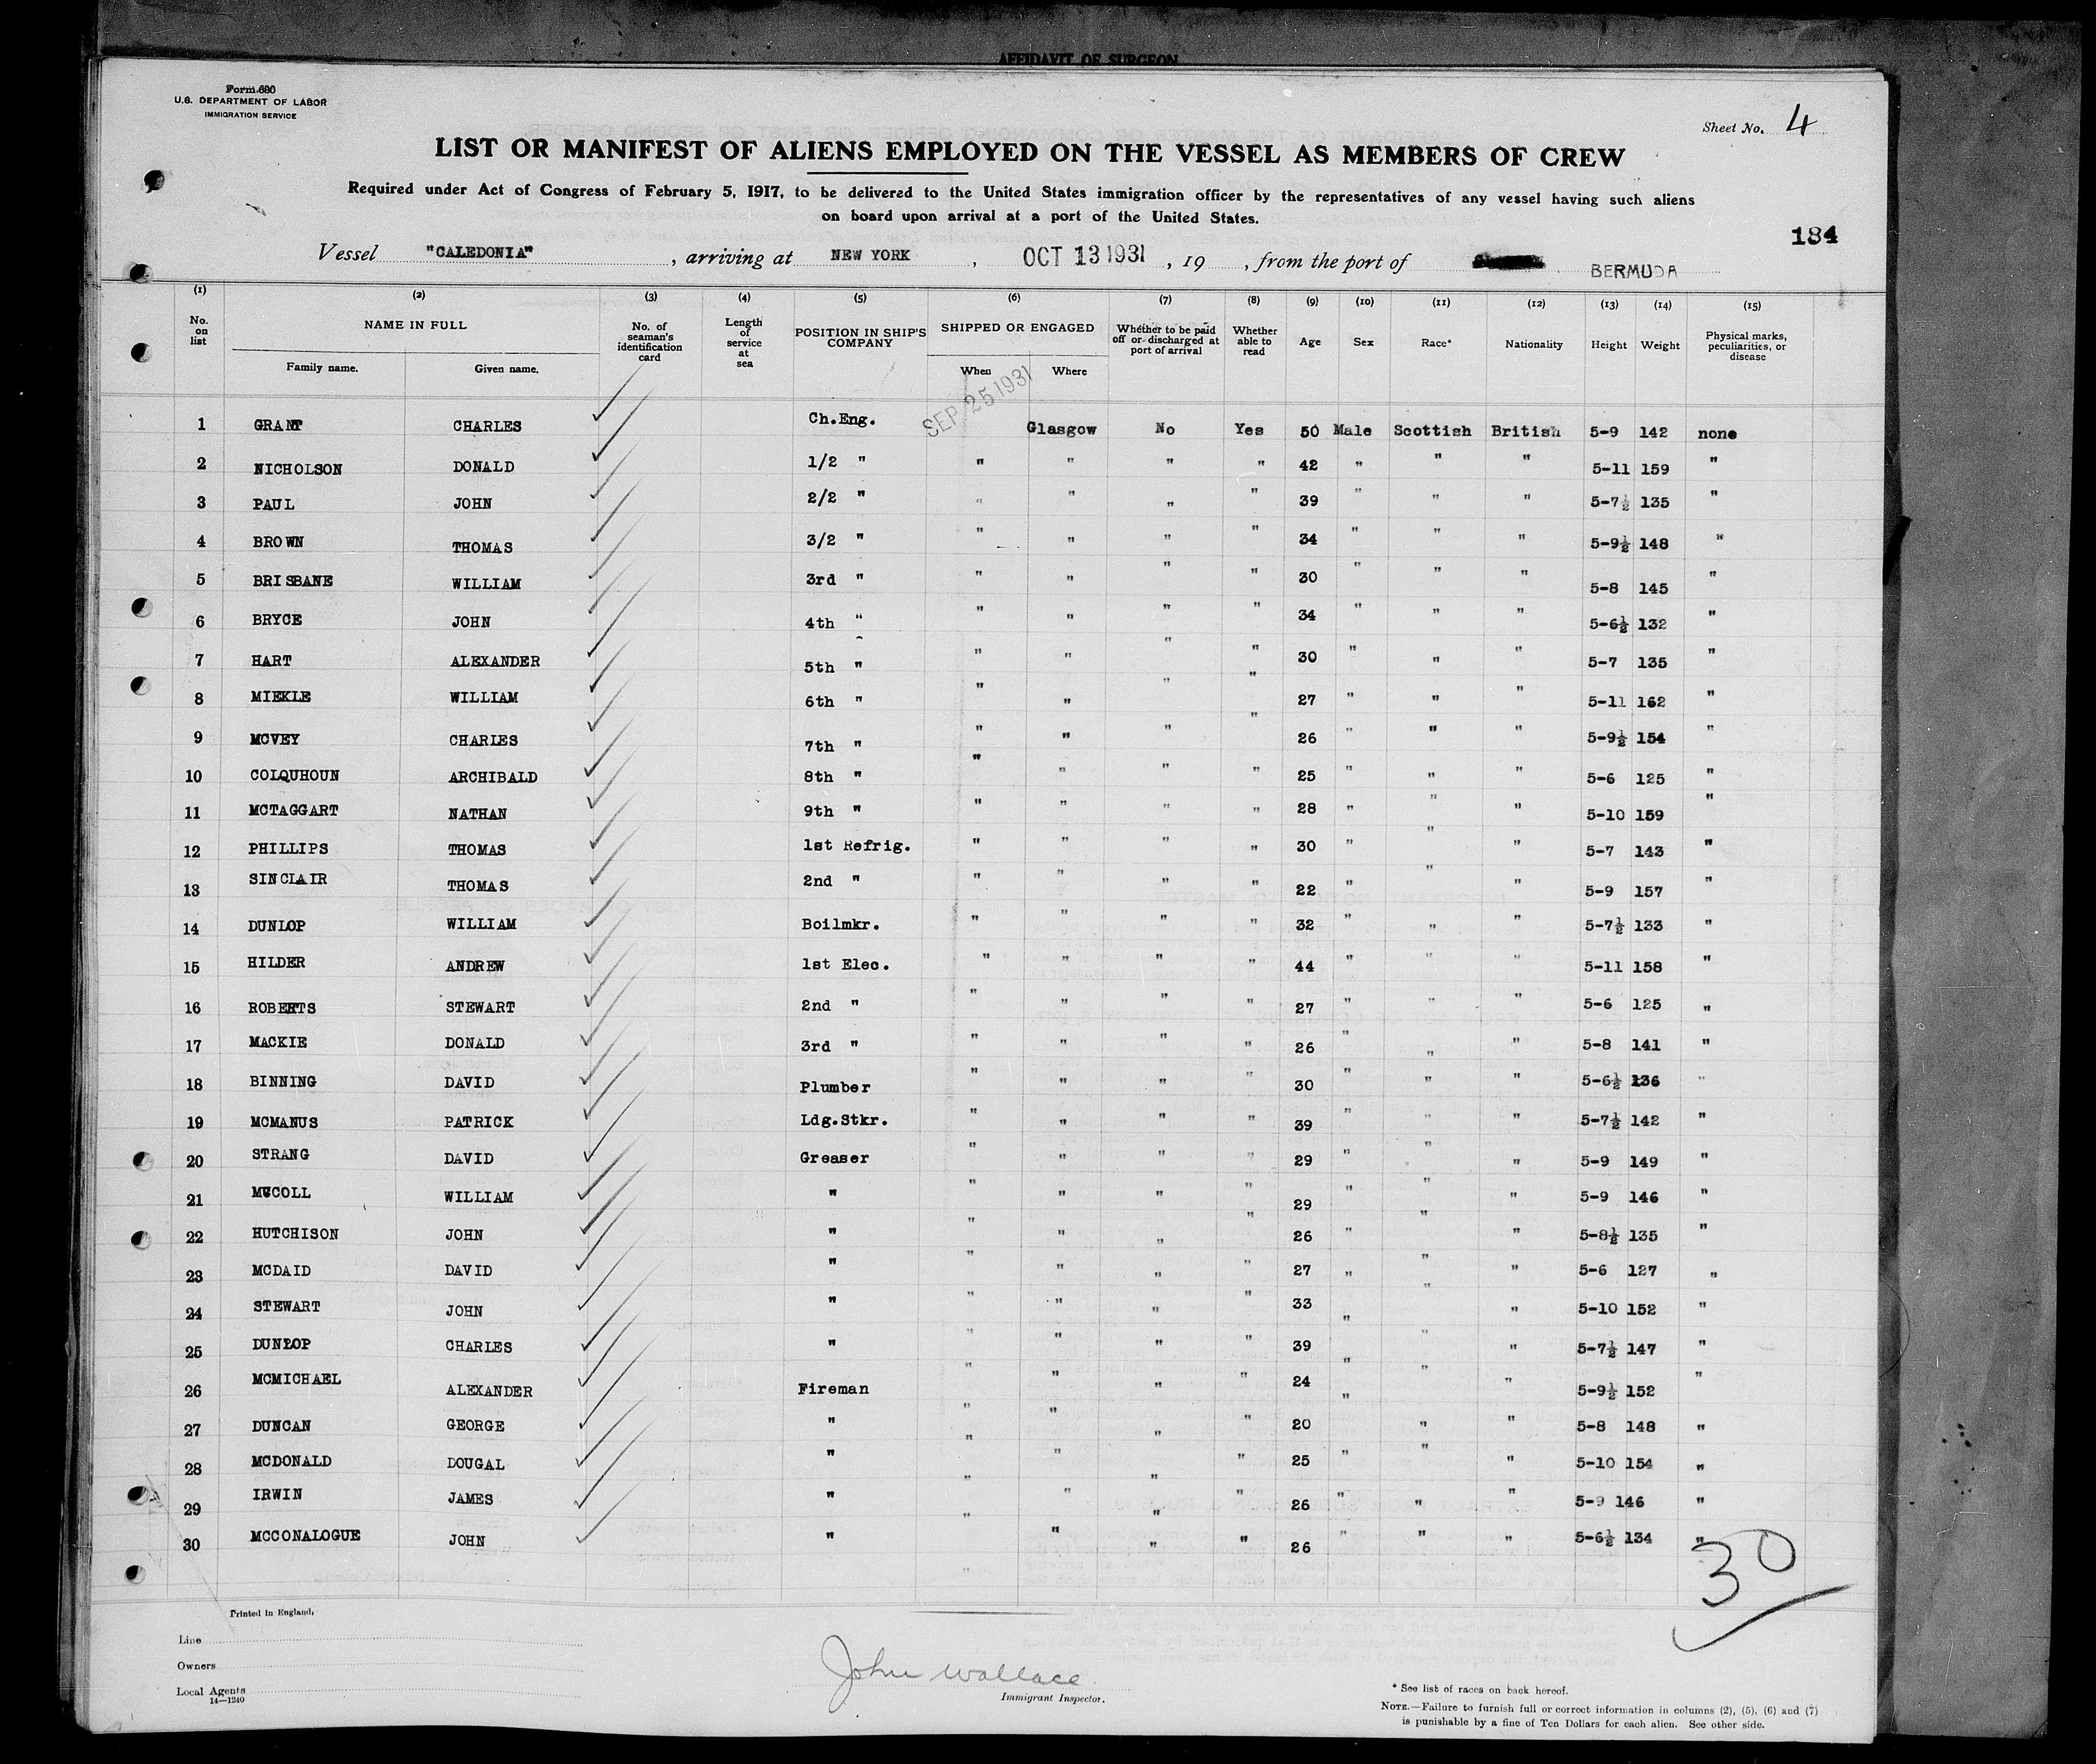 AFFIDAVIT OF SURGEON
Form 680
U.S. DEPARTMENT OF LABOR
IMMIGRATION SERVICE
Sheet No. 4
LIST OR MANIFEST OF ALIENS EMPLOYED ON THE VESSEL AS MEMBERS OF CREW
Required under Act of Congress of February 5, 1917, to be delivered to the United States immigration officer by the representatives of any vessel having such aliens
on board upon arrival at a port of the United States.
184
Vessel "CALEDONIA", arriving at NEW YORK, OCT 13 1931, 19 , from the port of BERMUDA
(1) (2) (3) (4) (5) (6) (7) (8) (9) (10) (11) (12) (13) (14) (15)
No. on list NAME IN FULL Family name. Given name. No. of seaman's identification card Length of service at sea POSITION IN SHIP'S COMPANY SHIPPED OR ENGAGED When Where Whether to be paid off or discharged at port of arrival Whether able to read Age Sex Race* Nationality Height Weight Physical marks, peculiarities, or disease
1 GRANT CHARLES Ch.Eng. SEP 25 1931 Glasgow No Yes 50 Male Scottish British 5-9 142 none
2 NICHOLSON DONALD 1/2 " " " " " 42 " " " 5-11 159 "
3 PAUL JOHN 2/2 " " " " " 39 " " " 5-7½ 135 "
4 BROWN THOMAS 3/2 " " " " " 34 " " " 5-9½ 148 "
5 BRISBANE WILLIAM 3rd " " " " " 30 " " " 5-8 145 "
6 BRYCE JOHN 4th " " " " " 34 " " " 5-6½ 132 "
7 HART ALEXANDER 5th " " " " " 30 " " " 5-7 135 "
8 MIEKLE WILLIAM 6th " " " " " 27 " " " 5-11 162 "
9 MCVEY CHARLES 7th " " " " " 26 " " " 5-9½ 154 "
10 COLQUHOUN ARCHIBALD 8th " " " " " 25 " " " 5-6 125 "
11 MCTAGGART NATHAN 9th " " " " " 28 " " " 5-10 159 "
12 PHILLIPS THOMAS 1st Refrig. " " " " 30 " " " 5-7 143 "
13 SINCLAIR THOMAS 2nd " " " " " 22 " " " 5-9 157 "
14 DUNLOP WILLIAM Boilmkr. " " " " 32 " " " 5-7½ 133 "
15 HILDER ANDREW 1st Elec. " " " " 44 " " " 5-11 158 "
16 ROBERTS STEWART 2nd " " " " " 27 " " " 5-6 125 "
17 MACKIE DONALD 3rd " " " " " 26 " " " 5-8 141 "
18 BINNING DAVID Plumber " " " " 30 " " " 5-6½ 136 "
19 MCMANUS PATRICK Ldg.Stkr. " " " " 39 " " " 5-7½ 142 "
20 STRANG DAVID Greaser " " " " 29 " " " 5-9 149 "
21 MCCOLL WILLIAM " " " " " 29 " " " 5-9 146 "
22 HUTCHISON JOHN " " " " " 26 " " " 5-8½ 135 "
23 MCDAID DAVID " " " " " 27 " " " 5-6 127 "
24 STEWART JOHN " " " " " 33 " " " 5-10 152 "
25 DUNLOP CHARLES " " " " " 39 " " " 5-7½ 147 "
26 MCMICHAEL ALEXANDER Fireman " " " " 24 " " " 5-9½ 152 "
27 DUNCAN GEORGE " " " " " 20 " " 5-8 148 "
28 MCDONALD DOUGAL " " " " " 25 " " " 5-10 154 "
29 IRWIN JAMES " " " " " 26 " " " 5-9 146 "
30 MCCONALOGUE JOHN " " " " " 26 " " " 5-6½ 134 "
30
Printed in England.
Line
Owners
Local Agents
14—1240
John Wallace
Immigrant Inspector.
* See list of races on back hereof.
NOTE.—Failure to furnish full or correct information in columns (2), (5), (6) and (7)
is punishable by a fine of Ten Dollars for each alien. See other side.